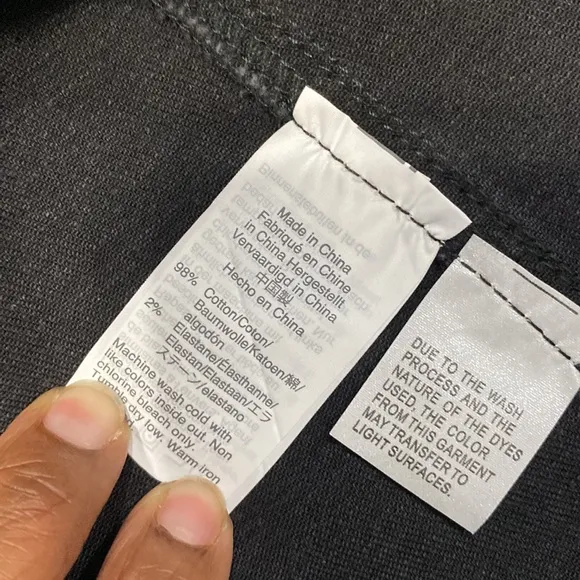 Made in China
Fabriqué en Chine
in China Hergestellt
Vervaardigd in China
中国製
Hecho en China
98% Cotton/Coton/
Baumwolle/Katoen/綿/
algodón
2% Elastane/Élasthanne/
Elastan/Elastaan/エラ
ステーン/elastano
Machine wash cold with
like colors inside out. Non
chlorine bleach only.
Tumble dry low. Warm iron
DUE TO THE WASH
PROCESS AND THE
NATURE OF THE DYES
USED, THE COLOR
FROM THIS GARMENT
MAY TRANSFER TO
LIGHT SURFACES.